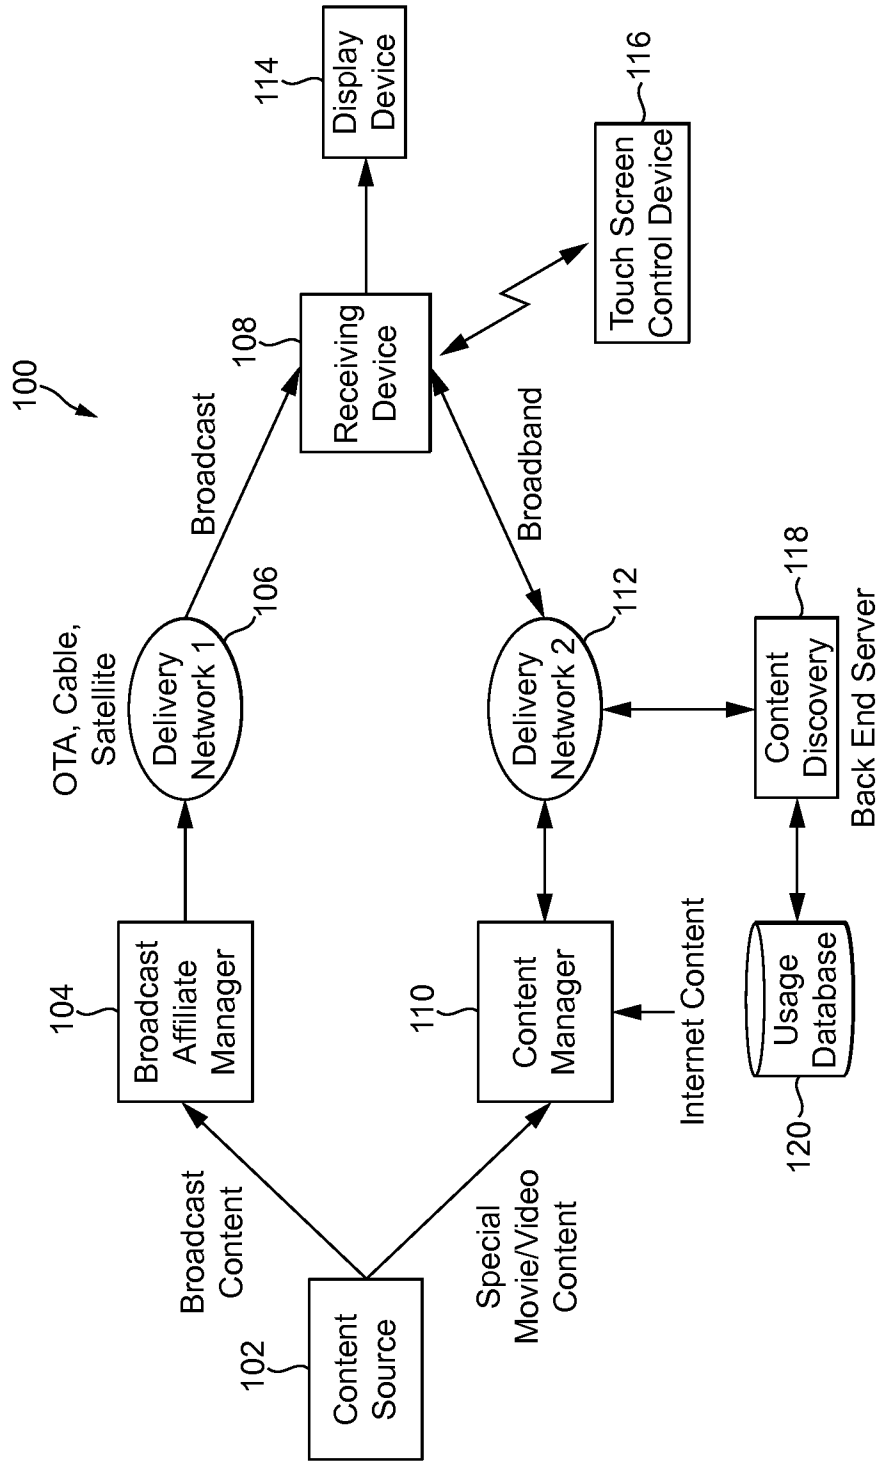 100
Content
Source
102
Broadcast
Content
Special
Movie/Video
Content
104
Broadcast
Affiliate
Manager
110
Content
Manager
Internet Content
OTA, Cable,
Satellite
Delivery
Network 1
106
Delivery
Network 2
112
Usage
Database
120
Content
Discovery
118
Back End Server
Broadcast
Broadband
108
Receiving
Device
114
Display
Device
Touch Screen
Control Device
116